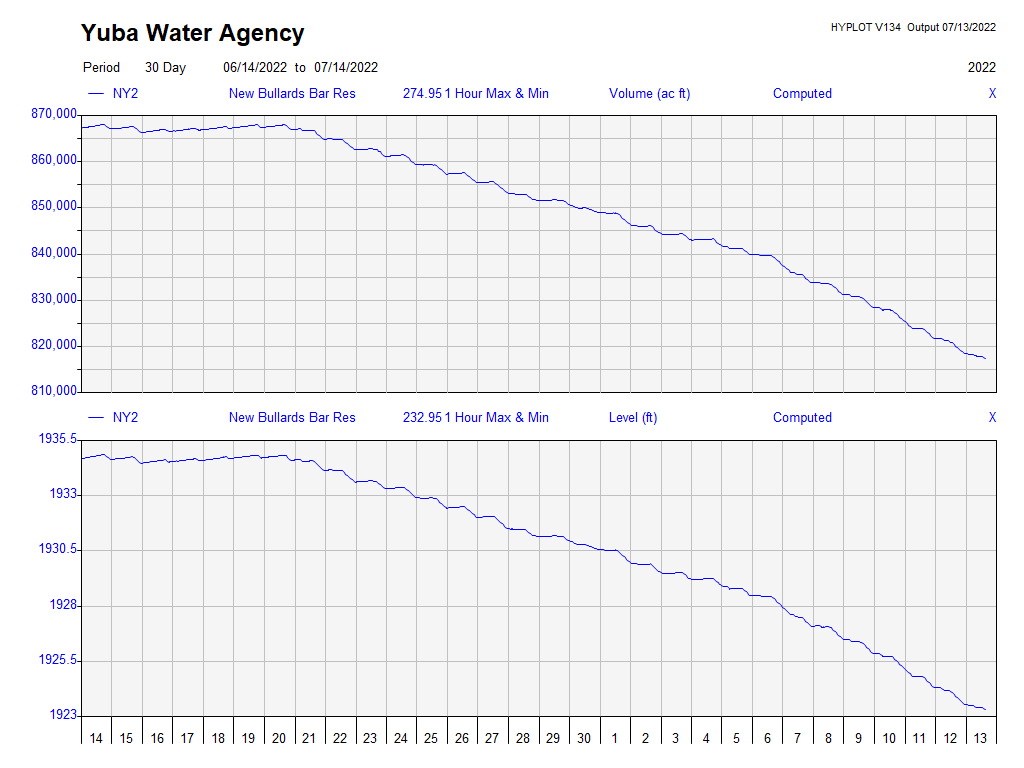 Yuba Water Agency
HYPLOT V134 Output 07/13/2022
Period 30 Day 06/14/2022 to 07/14/2022 2022
NY2 New Bullards Bar Res 274.95 1 Hour Max & Min Volume (ac ft) Computed X
870,000
860,000
850,000
840,000
830,000
820,000
810,000
NY2 New Bullards Bar Res 232.95 1 Hour Max & Min Level (ft) Computed X
1935.5
1933
1930.5
1928
1925.5
1923
14 15 16 17 18 19 20 21 22 23 24 25 26 27 28 29 30 1 2 3 4 5 6 7 8 9 10 11 12 13